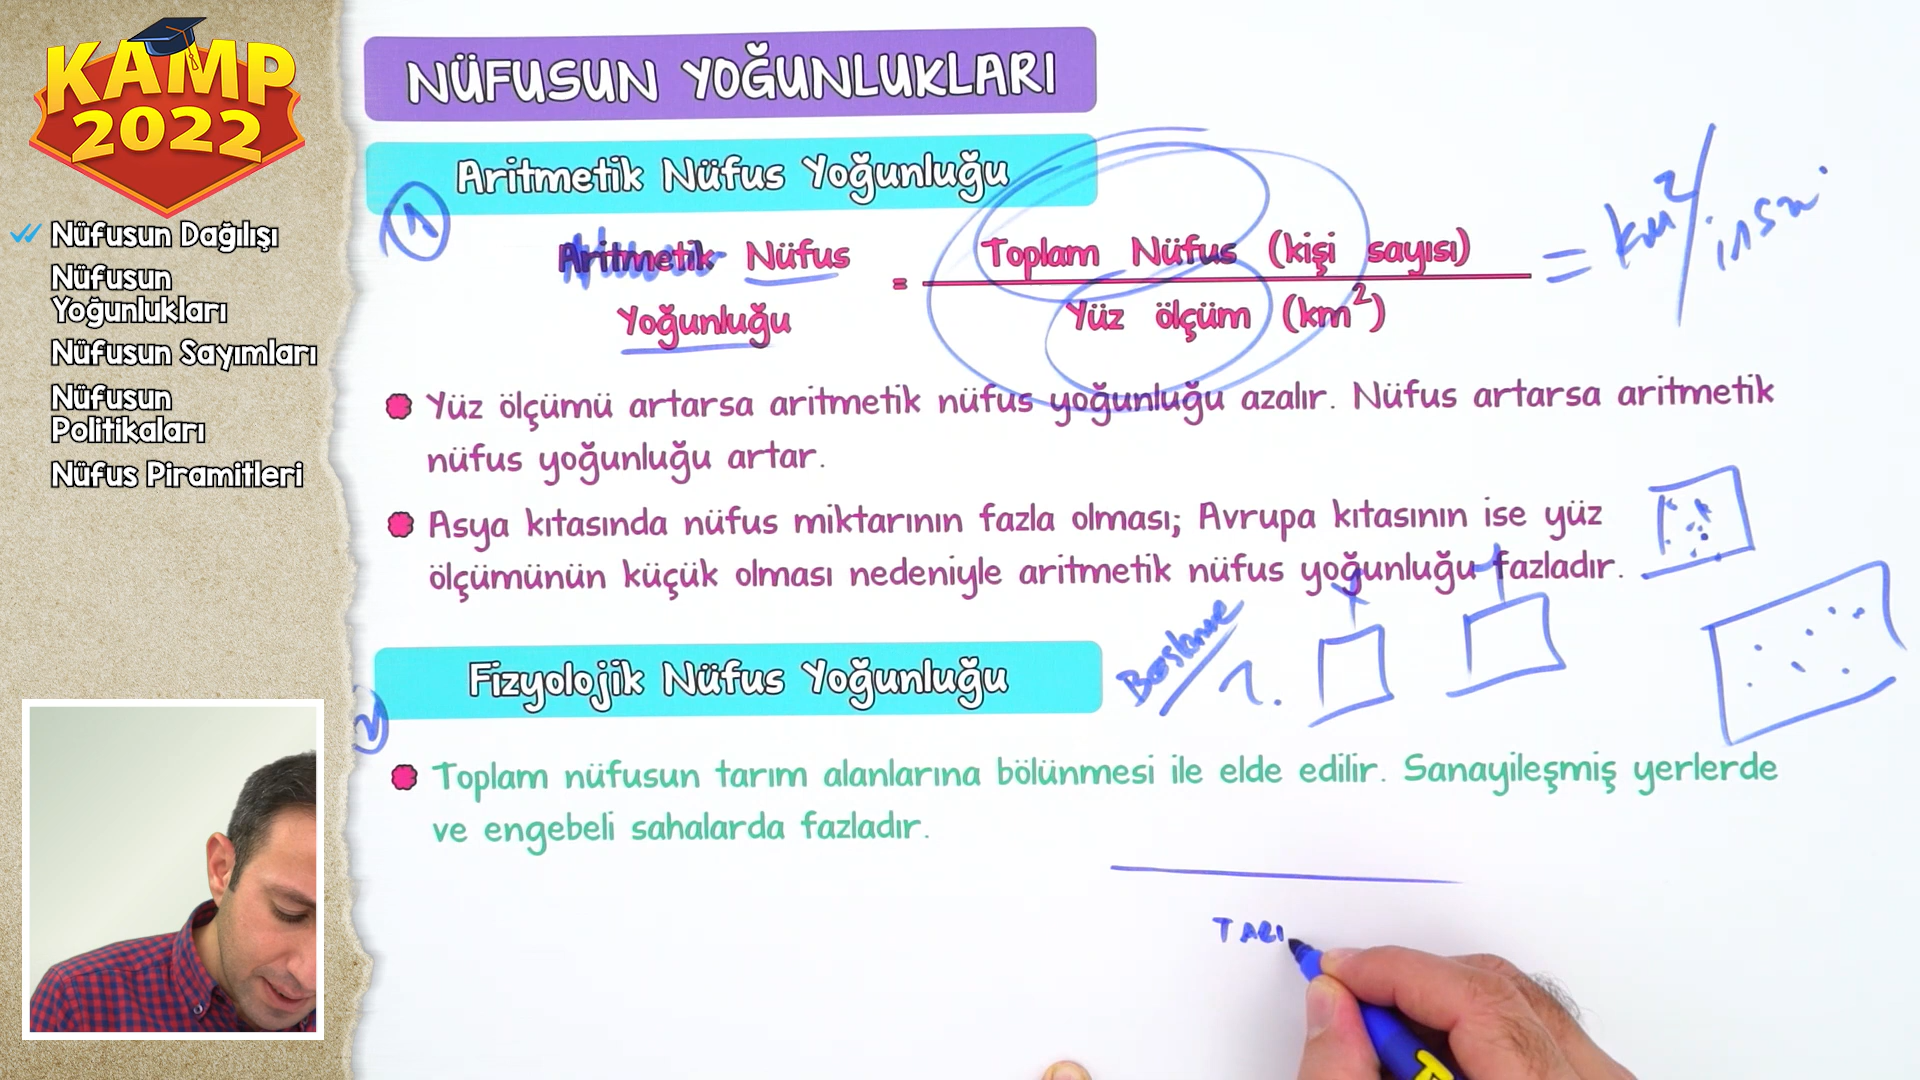 KAMP
2022
Nüfusun Dağılışı
Nüfusun
Yoğunlukları
Nüfusun Sayımları
Nüfusun
Politikaları
Nüfus Piramitleri
NÜFUSUN YOĞUNLUKLARI
Aritmetik Nüfus Yoğunluğu
1
Aritmetik Nüfus
Yoğunluğu
=
Toplam Nüfus (kişi sayısı)
Yüz ölçüm (km²)
= km²/insan
Yüz ölçümü artarsa aritmetik nüfus yoğunluğu azalır. Nüfus artarsa aritmetik
nüfus yoğunluğu artar.
Asya kıtasında nüfus miktarının fazla olması; Avrupa kıtasının ise yüz
ölçümünün küçük olması nedeniyle aritmetik nüfus yoğunluğu fazladır.
2
Fizyolojik Nüfus Yoğunluğu
1.
Toplam nüfusun tarım alanlarına bölünmesi ile elde edilir. Sanayileşmiş yerlerde
ve engebeli sahalarda fazladır.
TARI